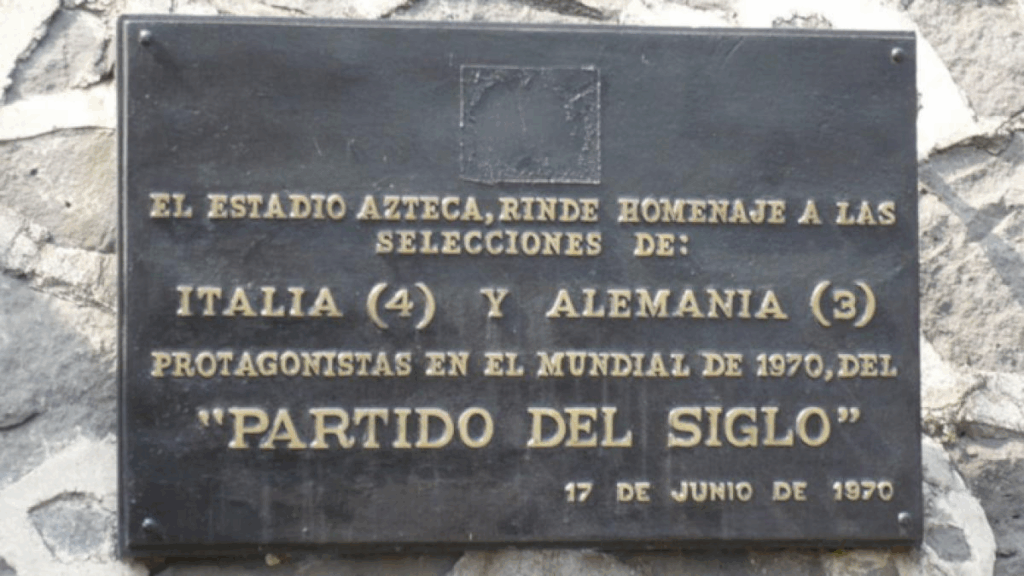 EL ESTADIO AZTECA, RINDE HOMENAJE A LAS
SELECCIONES DE:
ITALIA (4) Y ALEMANIA (3)
PROTAGONISTAS EN EL MUNDIAL DE 1970, DEL
"PARTIDO DEL SIGLO"
17 DE JUNIO DE 1970